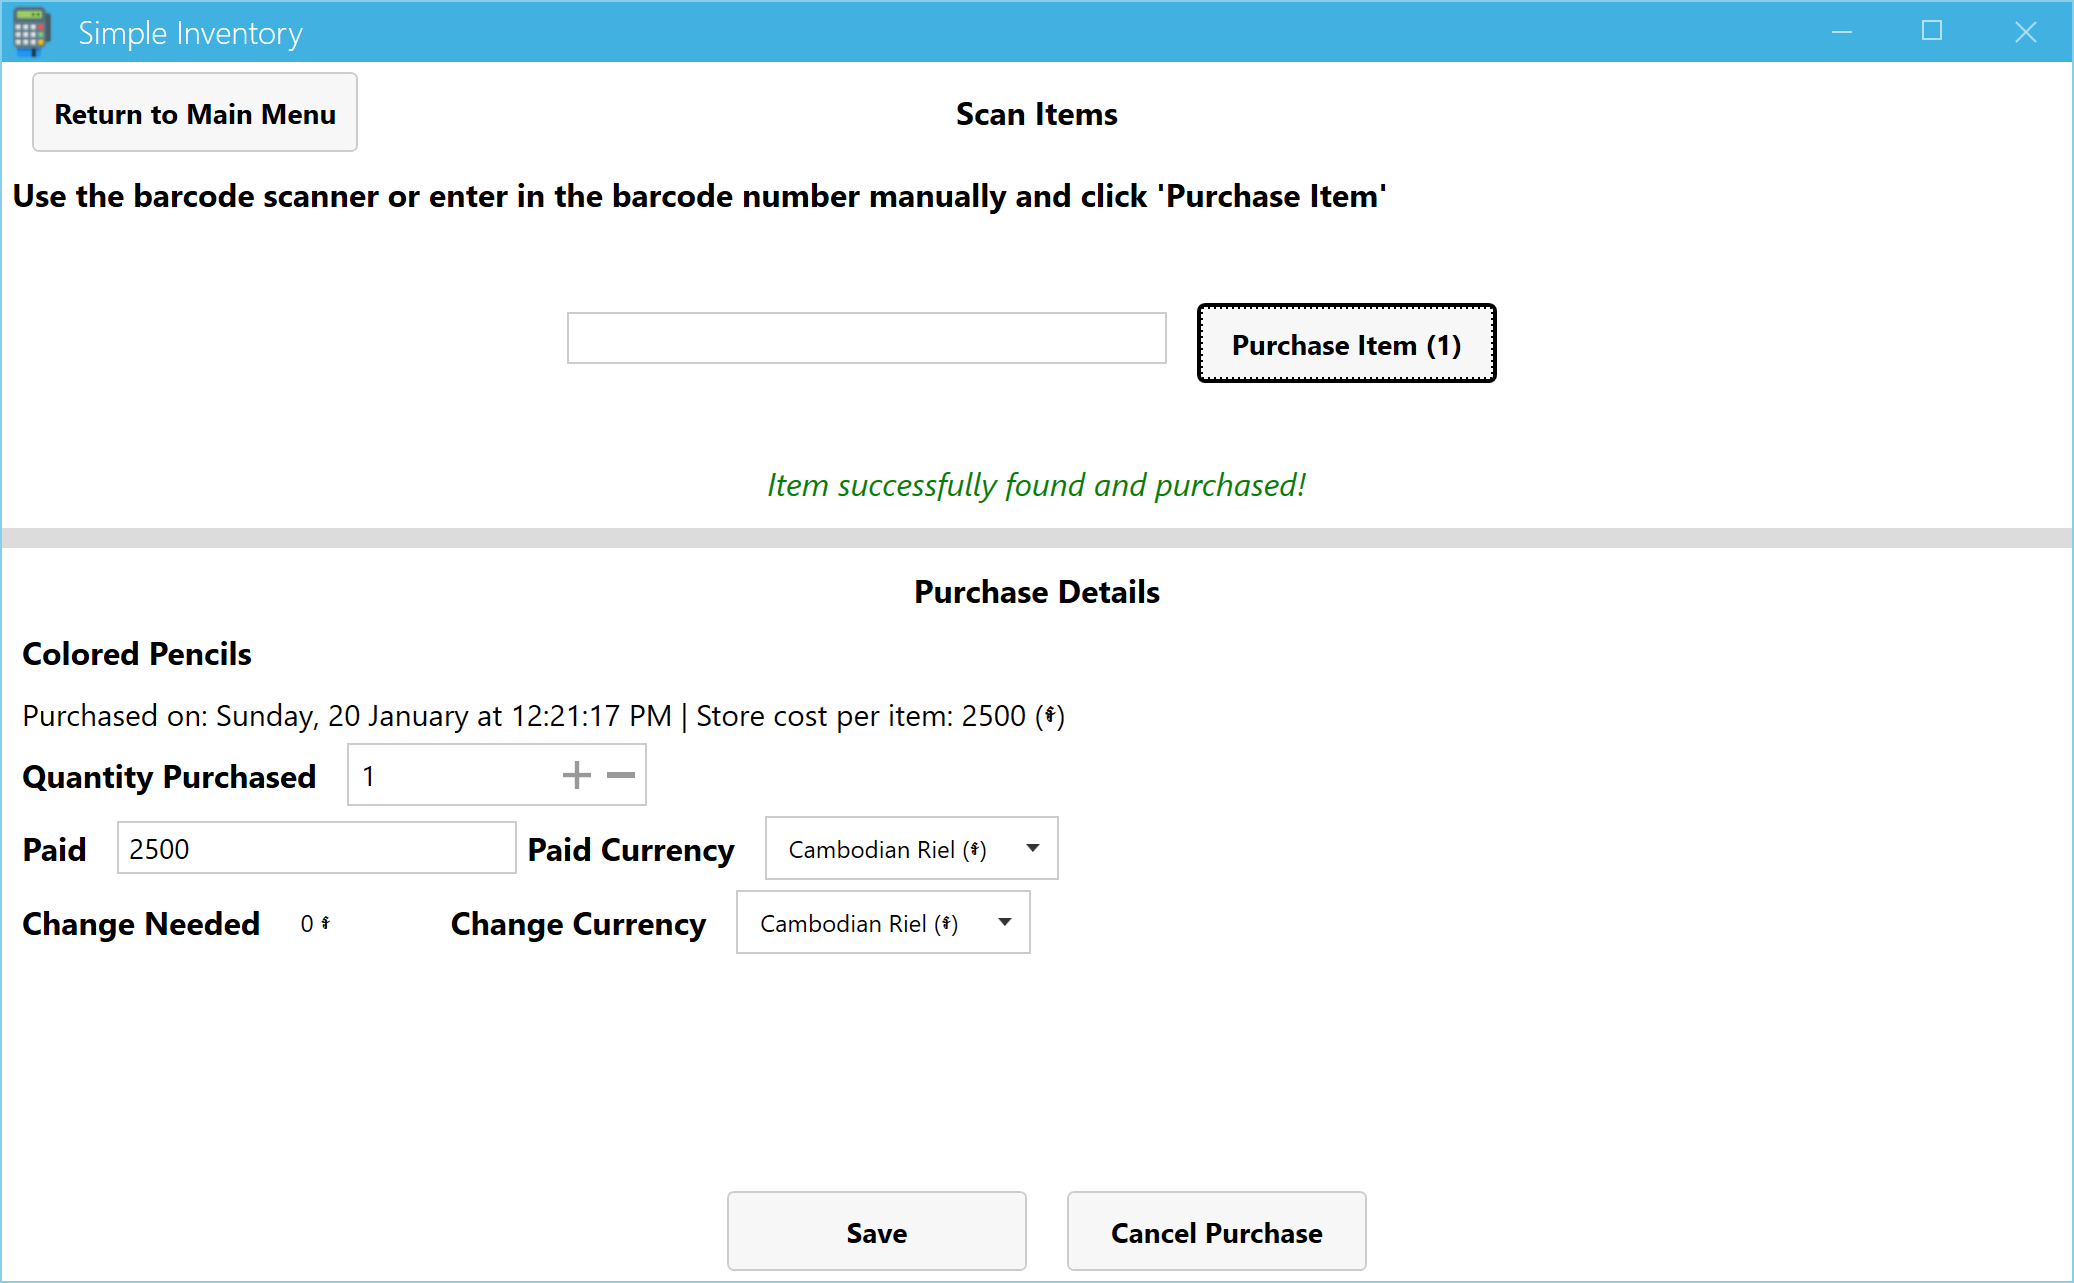 Simple Inventory
Return to Main Menu
Scan Items
Use the barcode scanner or enter in the barcode number manually and click 'Purchase Item'
Purchase Item (1)
Item successfully found and purchased!
Purchase Details
Colored Pencils
Purchased on: Sunday, 20 January at 12:21:17 PM | Store cost per item: 2500 (៛)
Quantity Purchased 1
Paid 2500 Paid Currency Cambodian Riel (៛)
Change Needed 0 ៛ Change Currency Cambodian Riel (៛)
Save Cancel Purchase